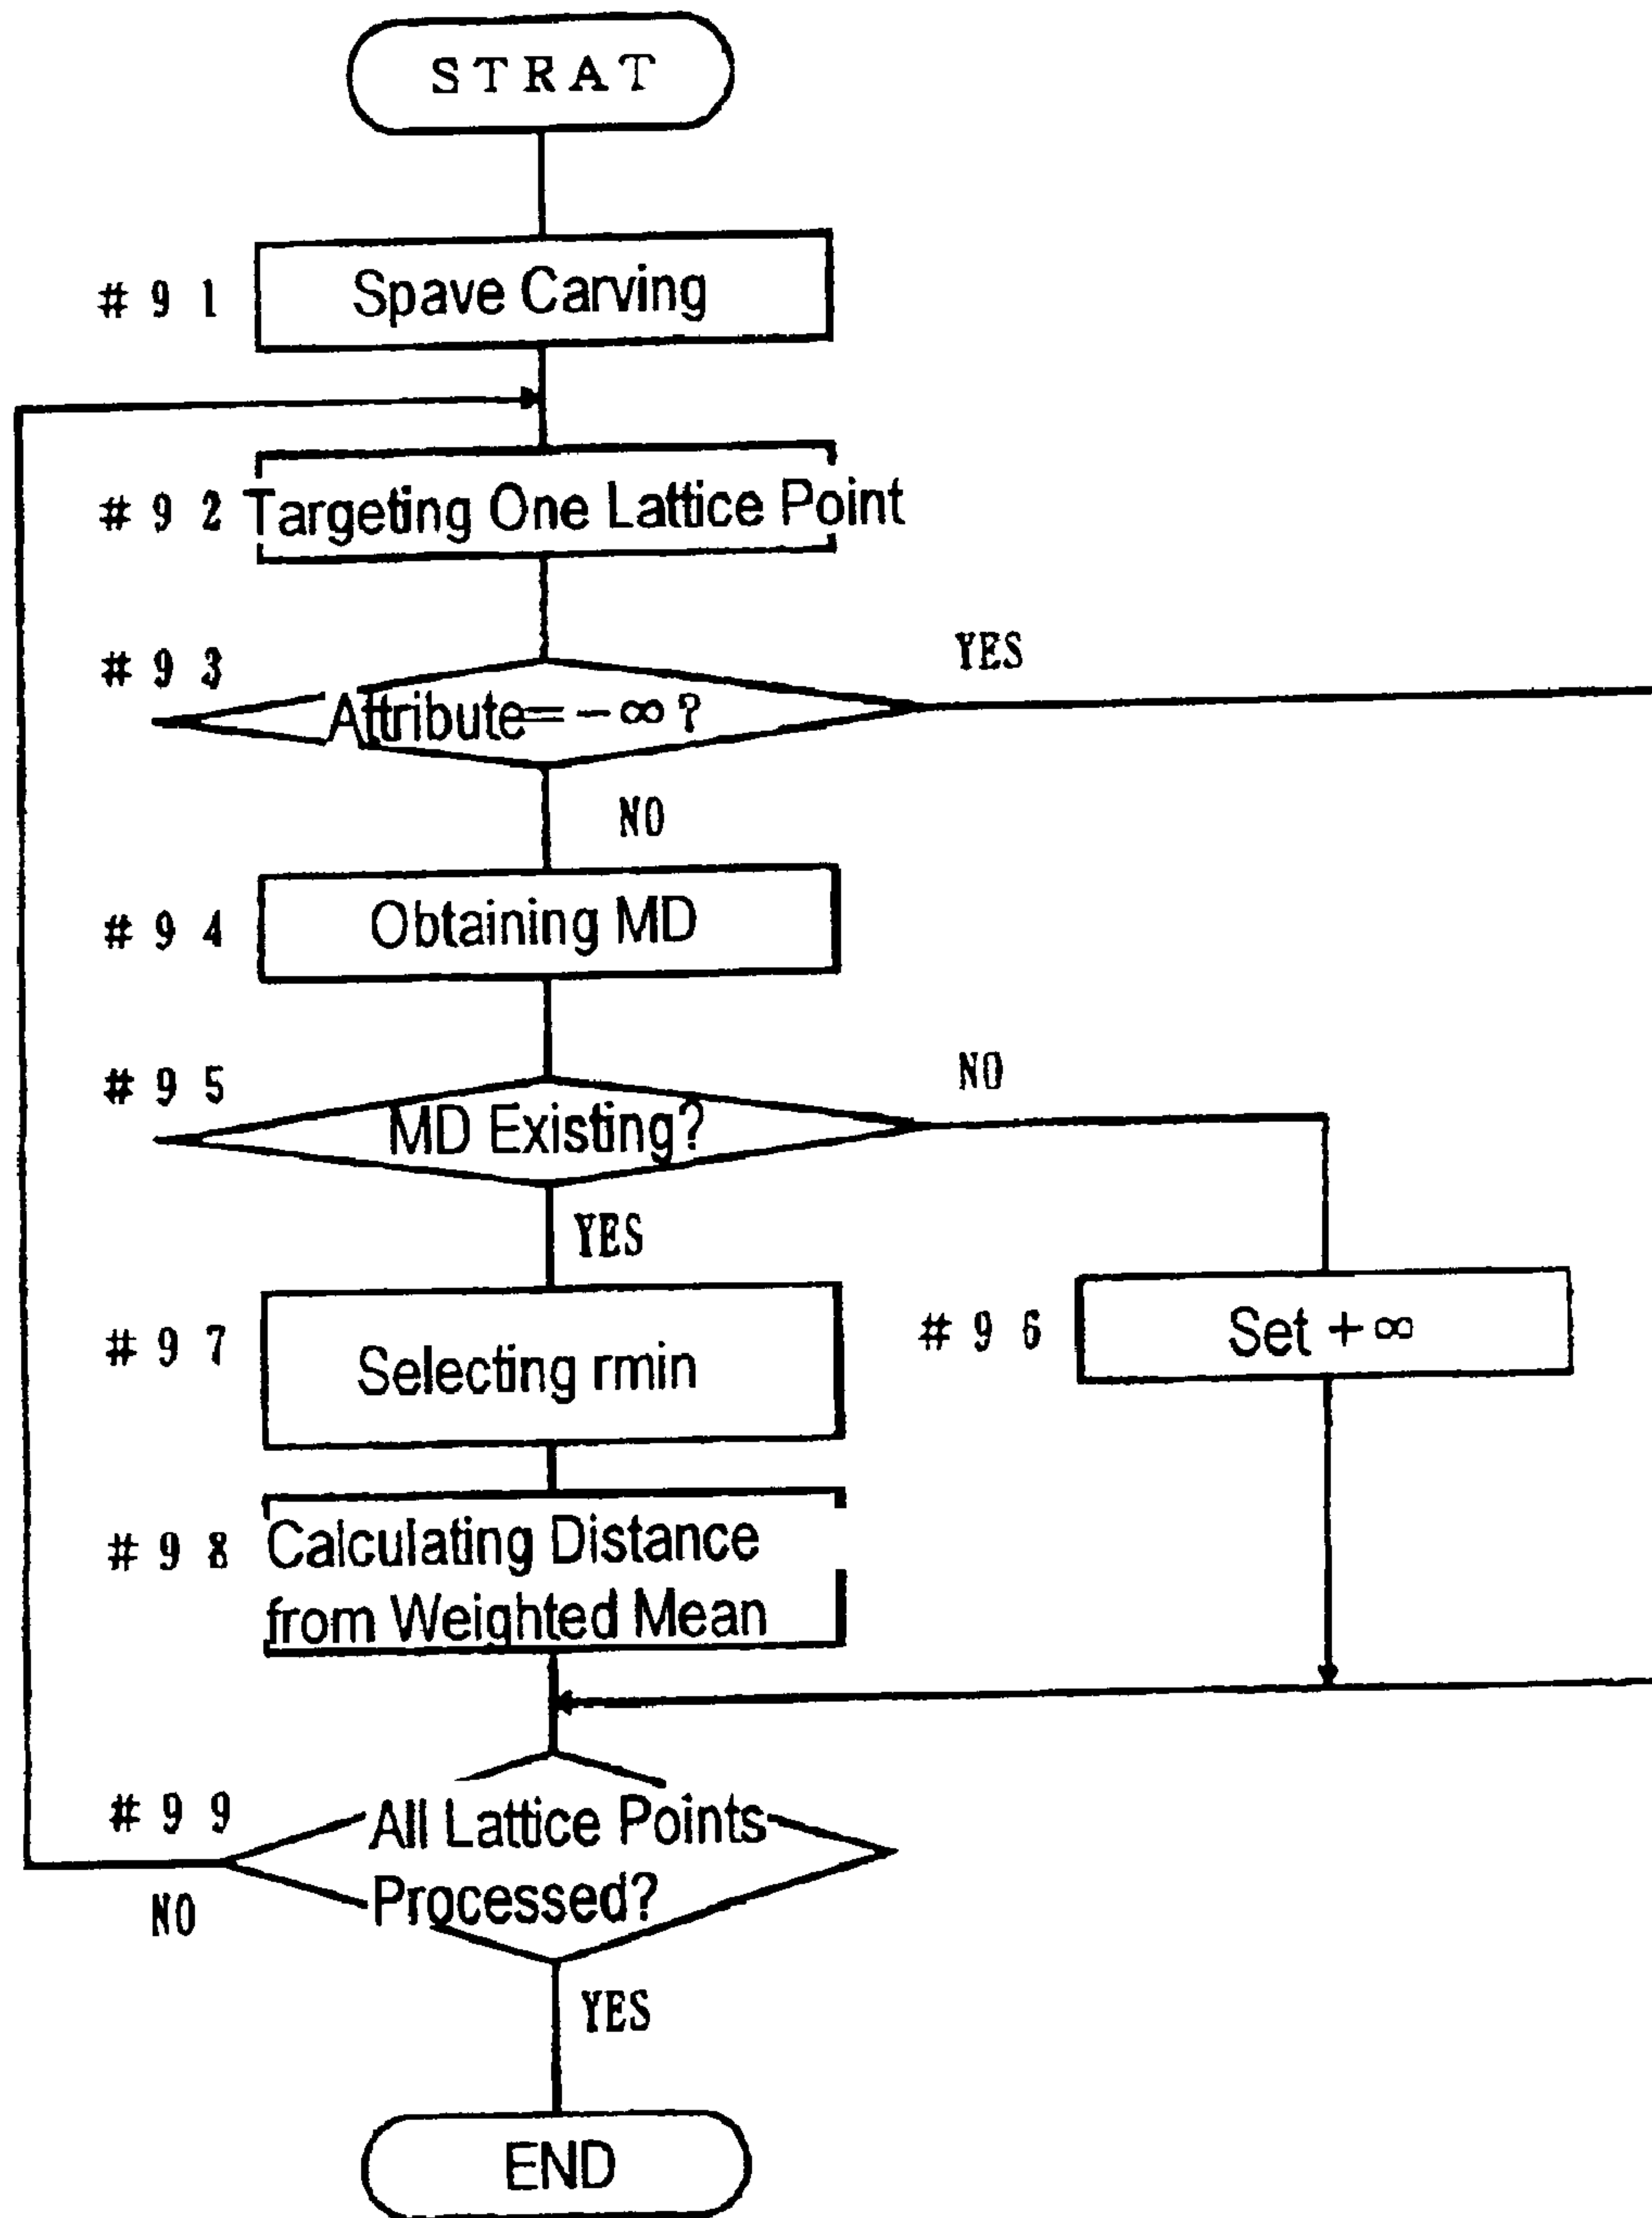 STRAT
#91 Spave Carving
#92 Targeting One Lattice Point
#93
YES
Attribute=-∞?
NO
#94 Obtaining MD
#95
NO
MD Existing?
YES
#97 Selecting rmin
#96 Set +∞
#98 Calculating Distance
from Weighted Mean
#99
All Lattice Points
Processed?
NO
YES
END